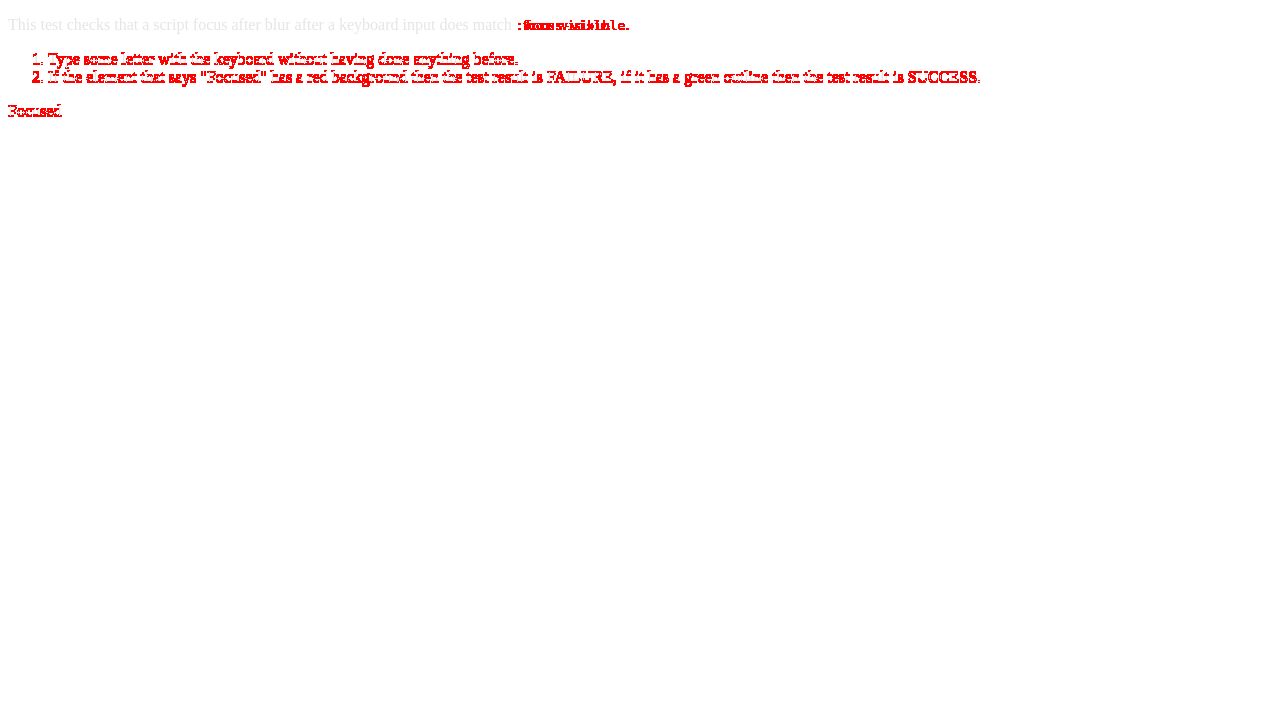 This test checks that a script focus after blur after a keyboard input does match :focus-visible.
1. Type some letter with the keyboard without having done anything before.
2. If the element that says "Focused" has a red background then the test result is FAILURE, if it has a green outline then the test result is SUCCESS.
Focused